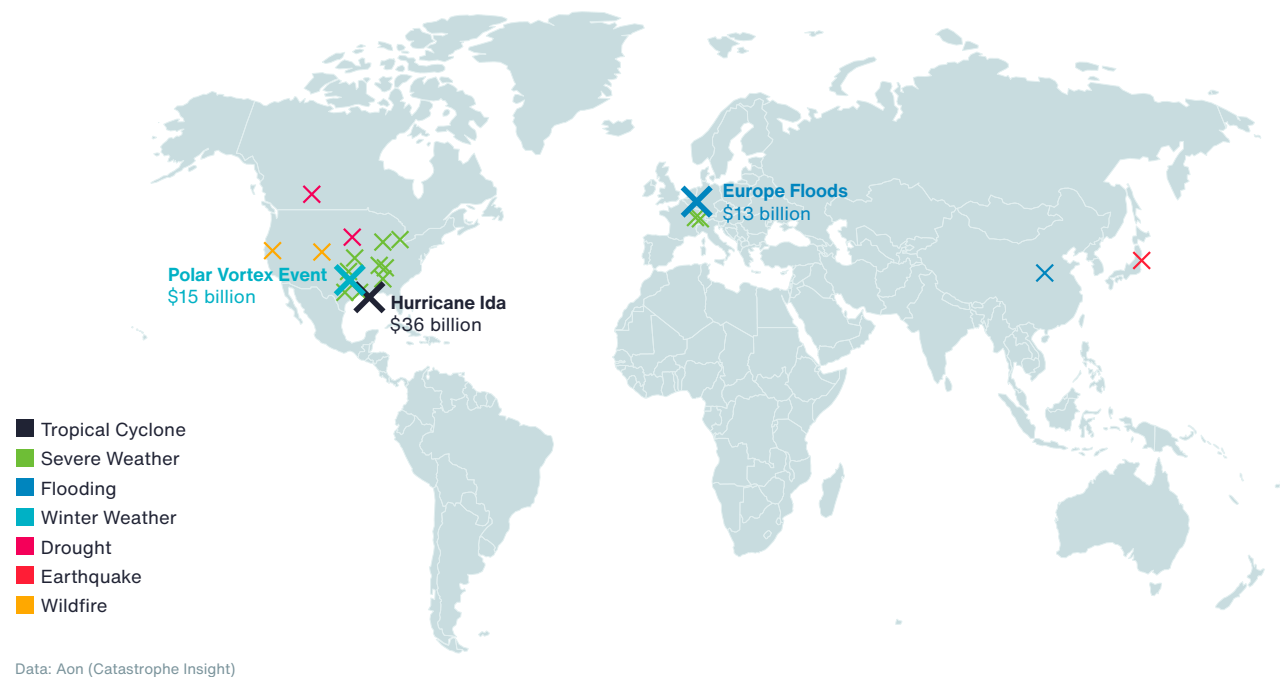 Europe Floods
$13 billion
Polar Vortex Event
$15 billion
Hurricane Ida
$36 billion
Tropical Cyclone
Severe Weather
Flooding
Winter Weather
Drought
Earthquake
Wildfire
Data: Aon (Catastrophe Insight)